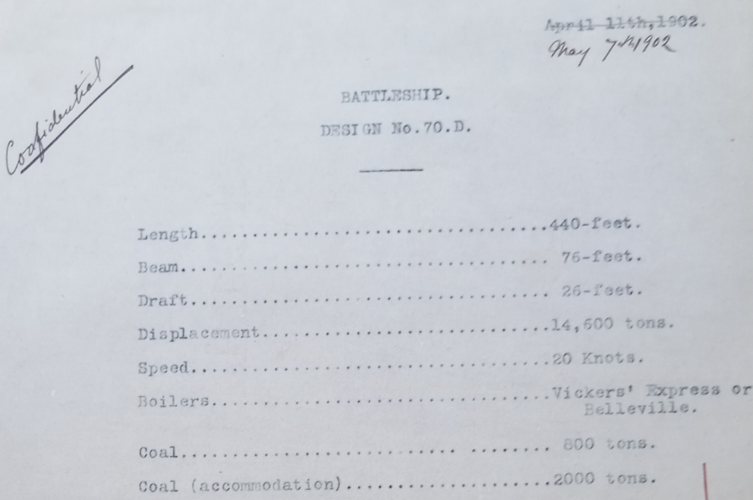 April 11th,1902.
May 7th 1902
Confidential
BATTLESHIP.
DESIGN No.70.D.
Length..................................440-feet.
Beam.................................... 76-feet.
Draft................................... 26-feet.
Displacement............................14,600 tons.
Speed...................................20 Knots.
Boilers.................................Vickers' Express or
Belleville.
Coal.......................... ........ 800 tons.
Coal (accommodation)....................2000 tons.